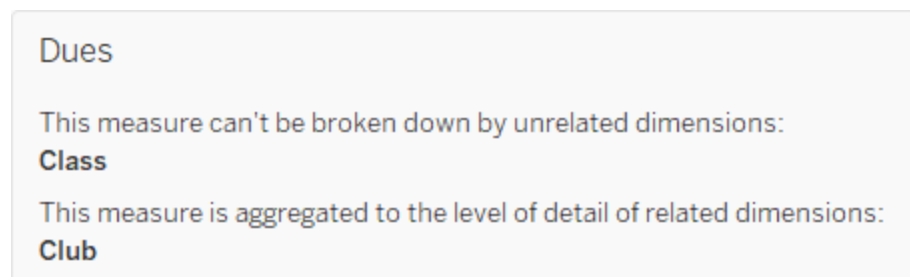 Dues
This measure can't be broken down by unrelated dimensions:
Class
This measure is aggregated to the level of detail of related dimensions:
Club